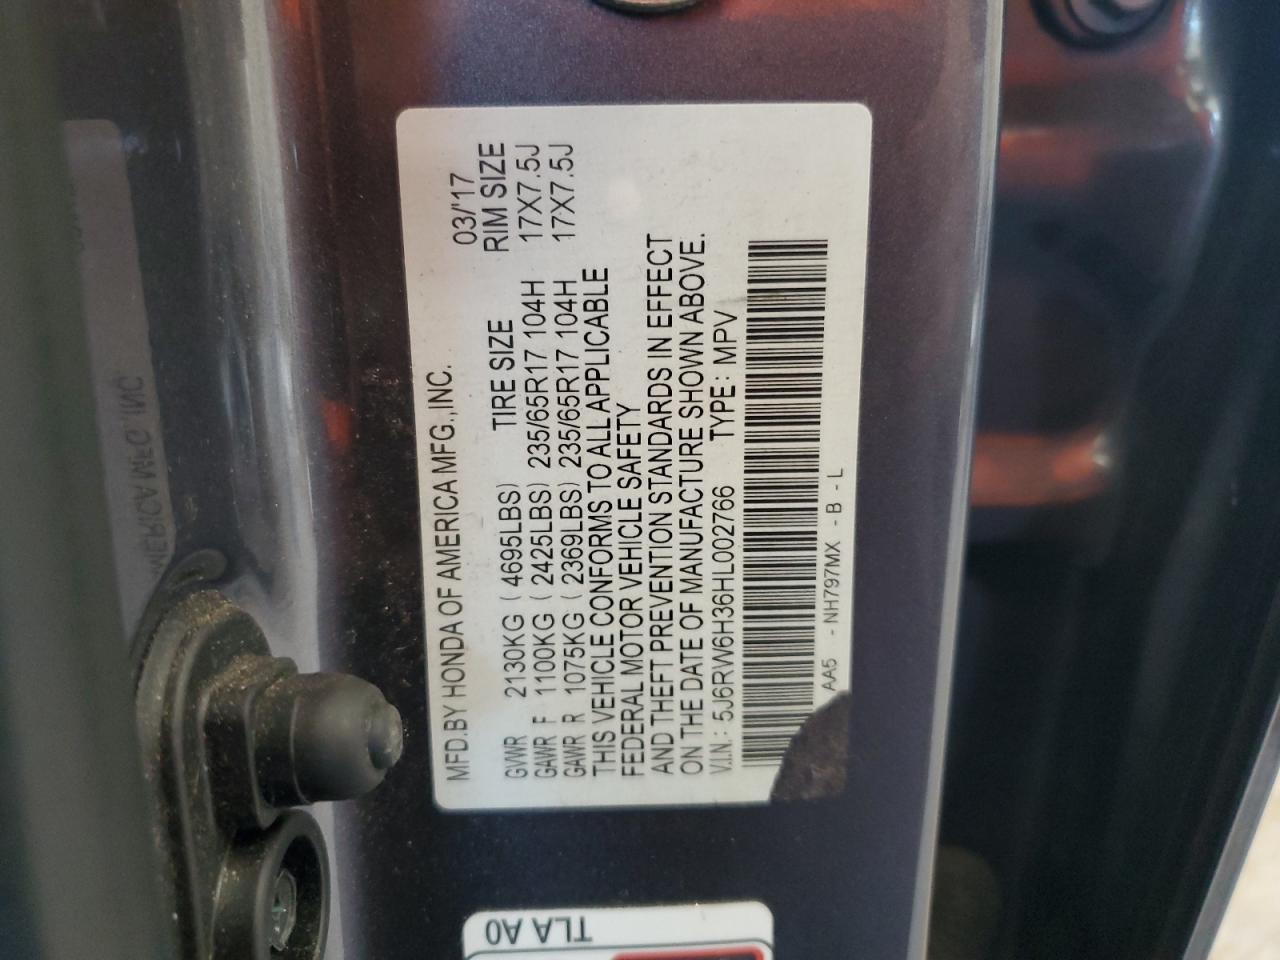 MFD.BY HONDA OF AMERICA MFG.,INC. 03/'17
TIRE SIZE RIM SIZE
GVWR 2130KG ( 4695LBS)
GAWR F 1100KG ( 2425LBS) 235/65R17 104H 17X7.5J
GAWR R 1075KG ( 2369LBS) 235/65R17 104H 17X7.5J
THIS VEHICLE CONFORMS TO ALL APPLICABLE
FEDERAL MOTOR VEHICLE SAFETY
AND THEFT PREVENTION STANDARDS IN EFFECT
ON THE DATE OF MANUFACTURE SHOWN ABOVE.
V.I.N.: 5J6RW6H36HL002766 TYPE: MPV
AA5 - NH797MX - B - L
TLA A0